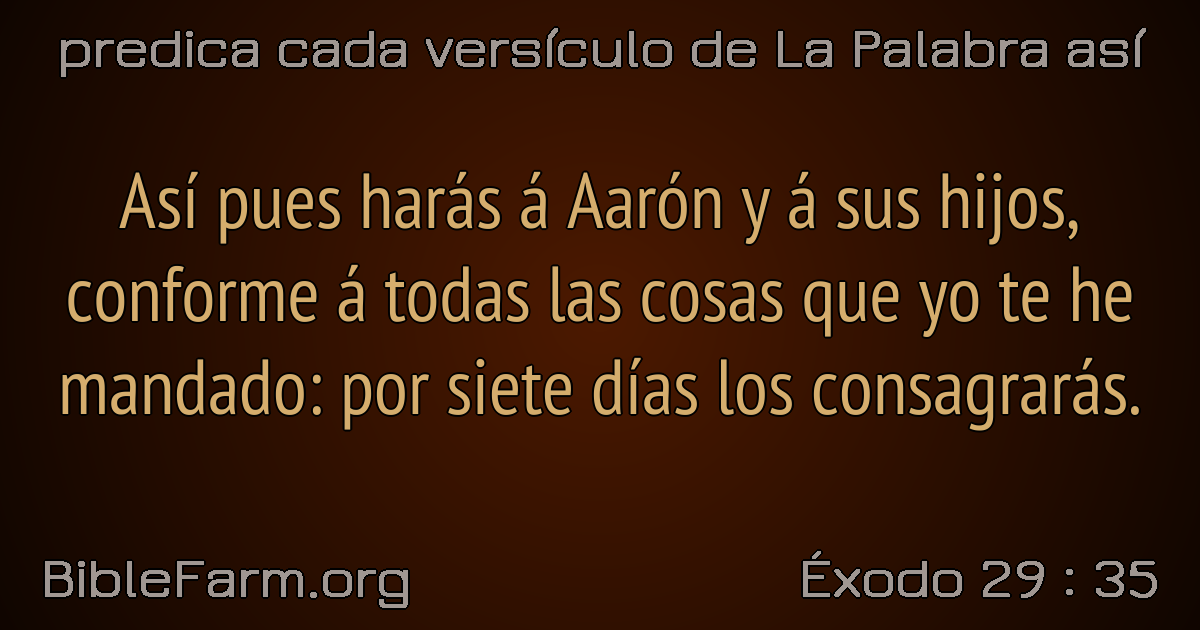 predica cada versículo de La Palabra así
Así pues harás á Aarón y á sus hijos,
conforme á todas las cosas que yo te he
mandado: por siete días los consagrarás.
BibleFarm.org
Éxodo 29 : 35